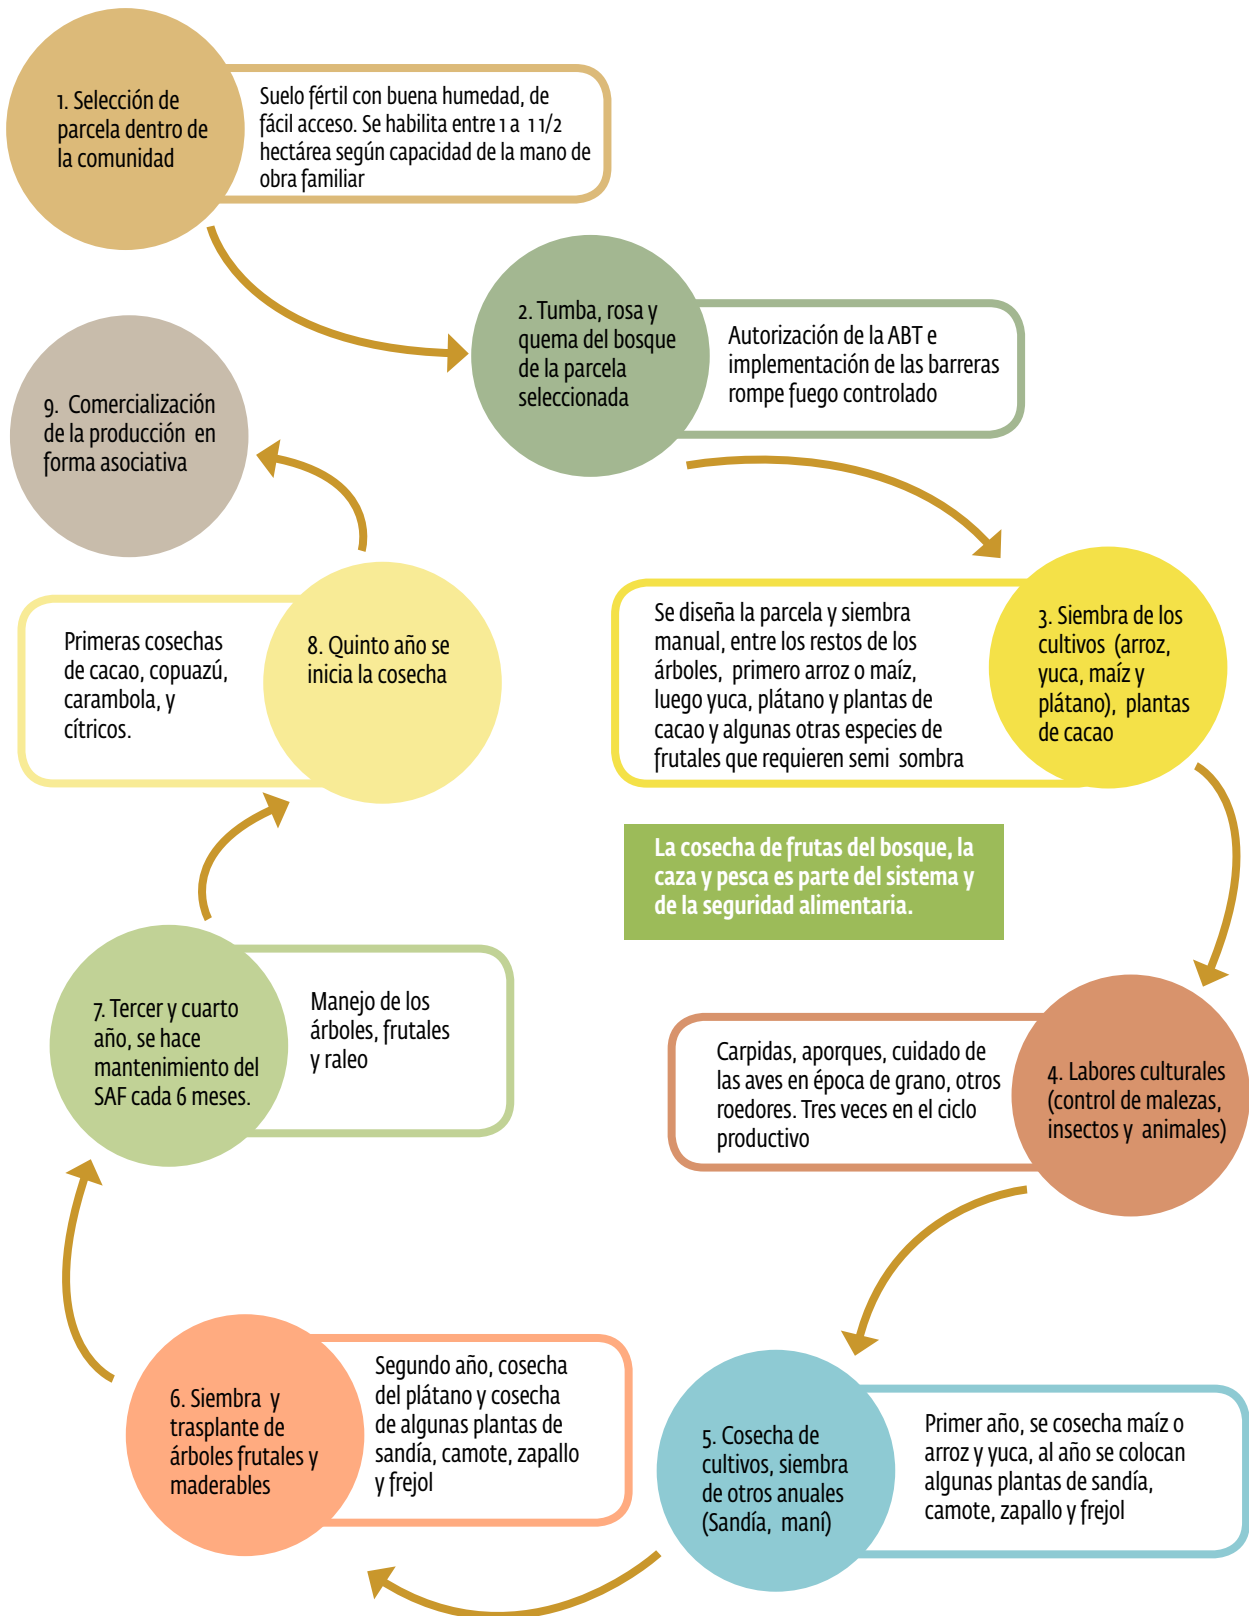 1. Selección de
parcela dentro de
la comunidad
Suelo fértil con buena humedad, de
fácil acceso. Se habilita entre 1 a 1 1/2
hectárea según capacidad de la mano de
obra familiar
2. Tumba, rosa y
quema del bosque
de la parcela
seleccionada
Autorización de la ABT e
implementación de las barreras
rompe fuego controlado
3. Siembra de los
cultivos (arroz,
yuca, maíz y
plátano), plantas
de cacao
Se diseña la parcela y siembra
manual, entre los restos de los
árboles, primero arroz o maíz,
luego yuca, plátano y plantas de
cacao y algunas otras especies de
frutales que requieren semi sombra
La cosecha de frutas del bosque, la
caza y pesca es parte del sistema y
de la seguridad alimentaria.
4. Labores culturales
(control de malezas,
insectos y animales)
Carpidas, aporques, cuidado de
las aves en época de grano, otros
roedores. Tres veces en el ciclo
productivo
5. Cosecha de
cultivos, siembra
de otros anuales
(Sandía, maní)
Primer año, se cosecha maíz o
arroz y yuca, al año se colocan
algunas plantas de sandía,
camote, zapallo y frejol
6. Siembra y
trasplante de
árboles frutales y
maderables
Segundo año, cosecha
del plátano y cosecha
de algunas plantas de
sandía, camote, zapallo
y frejol
7. Tercer y cuarto
año, se hace
mantenimiento del
SAF cada 6 meses.
Manejo de los
árboles, frutales
y raleo
8. Quinto año se
inicia la cosecha
Primeras cosechas
de cacao, copuazú,
carambola, y
cítricos.
9. Comercialización
de la producción en
forma asociativa